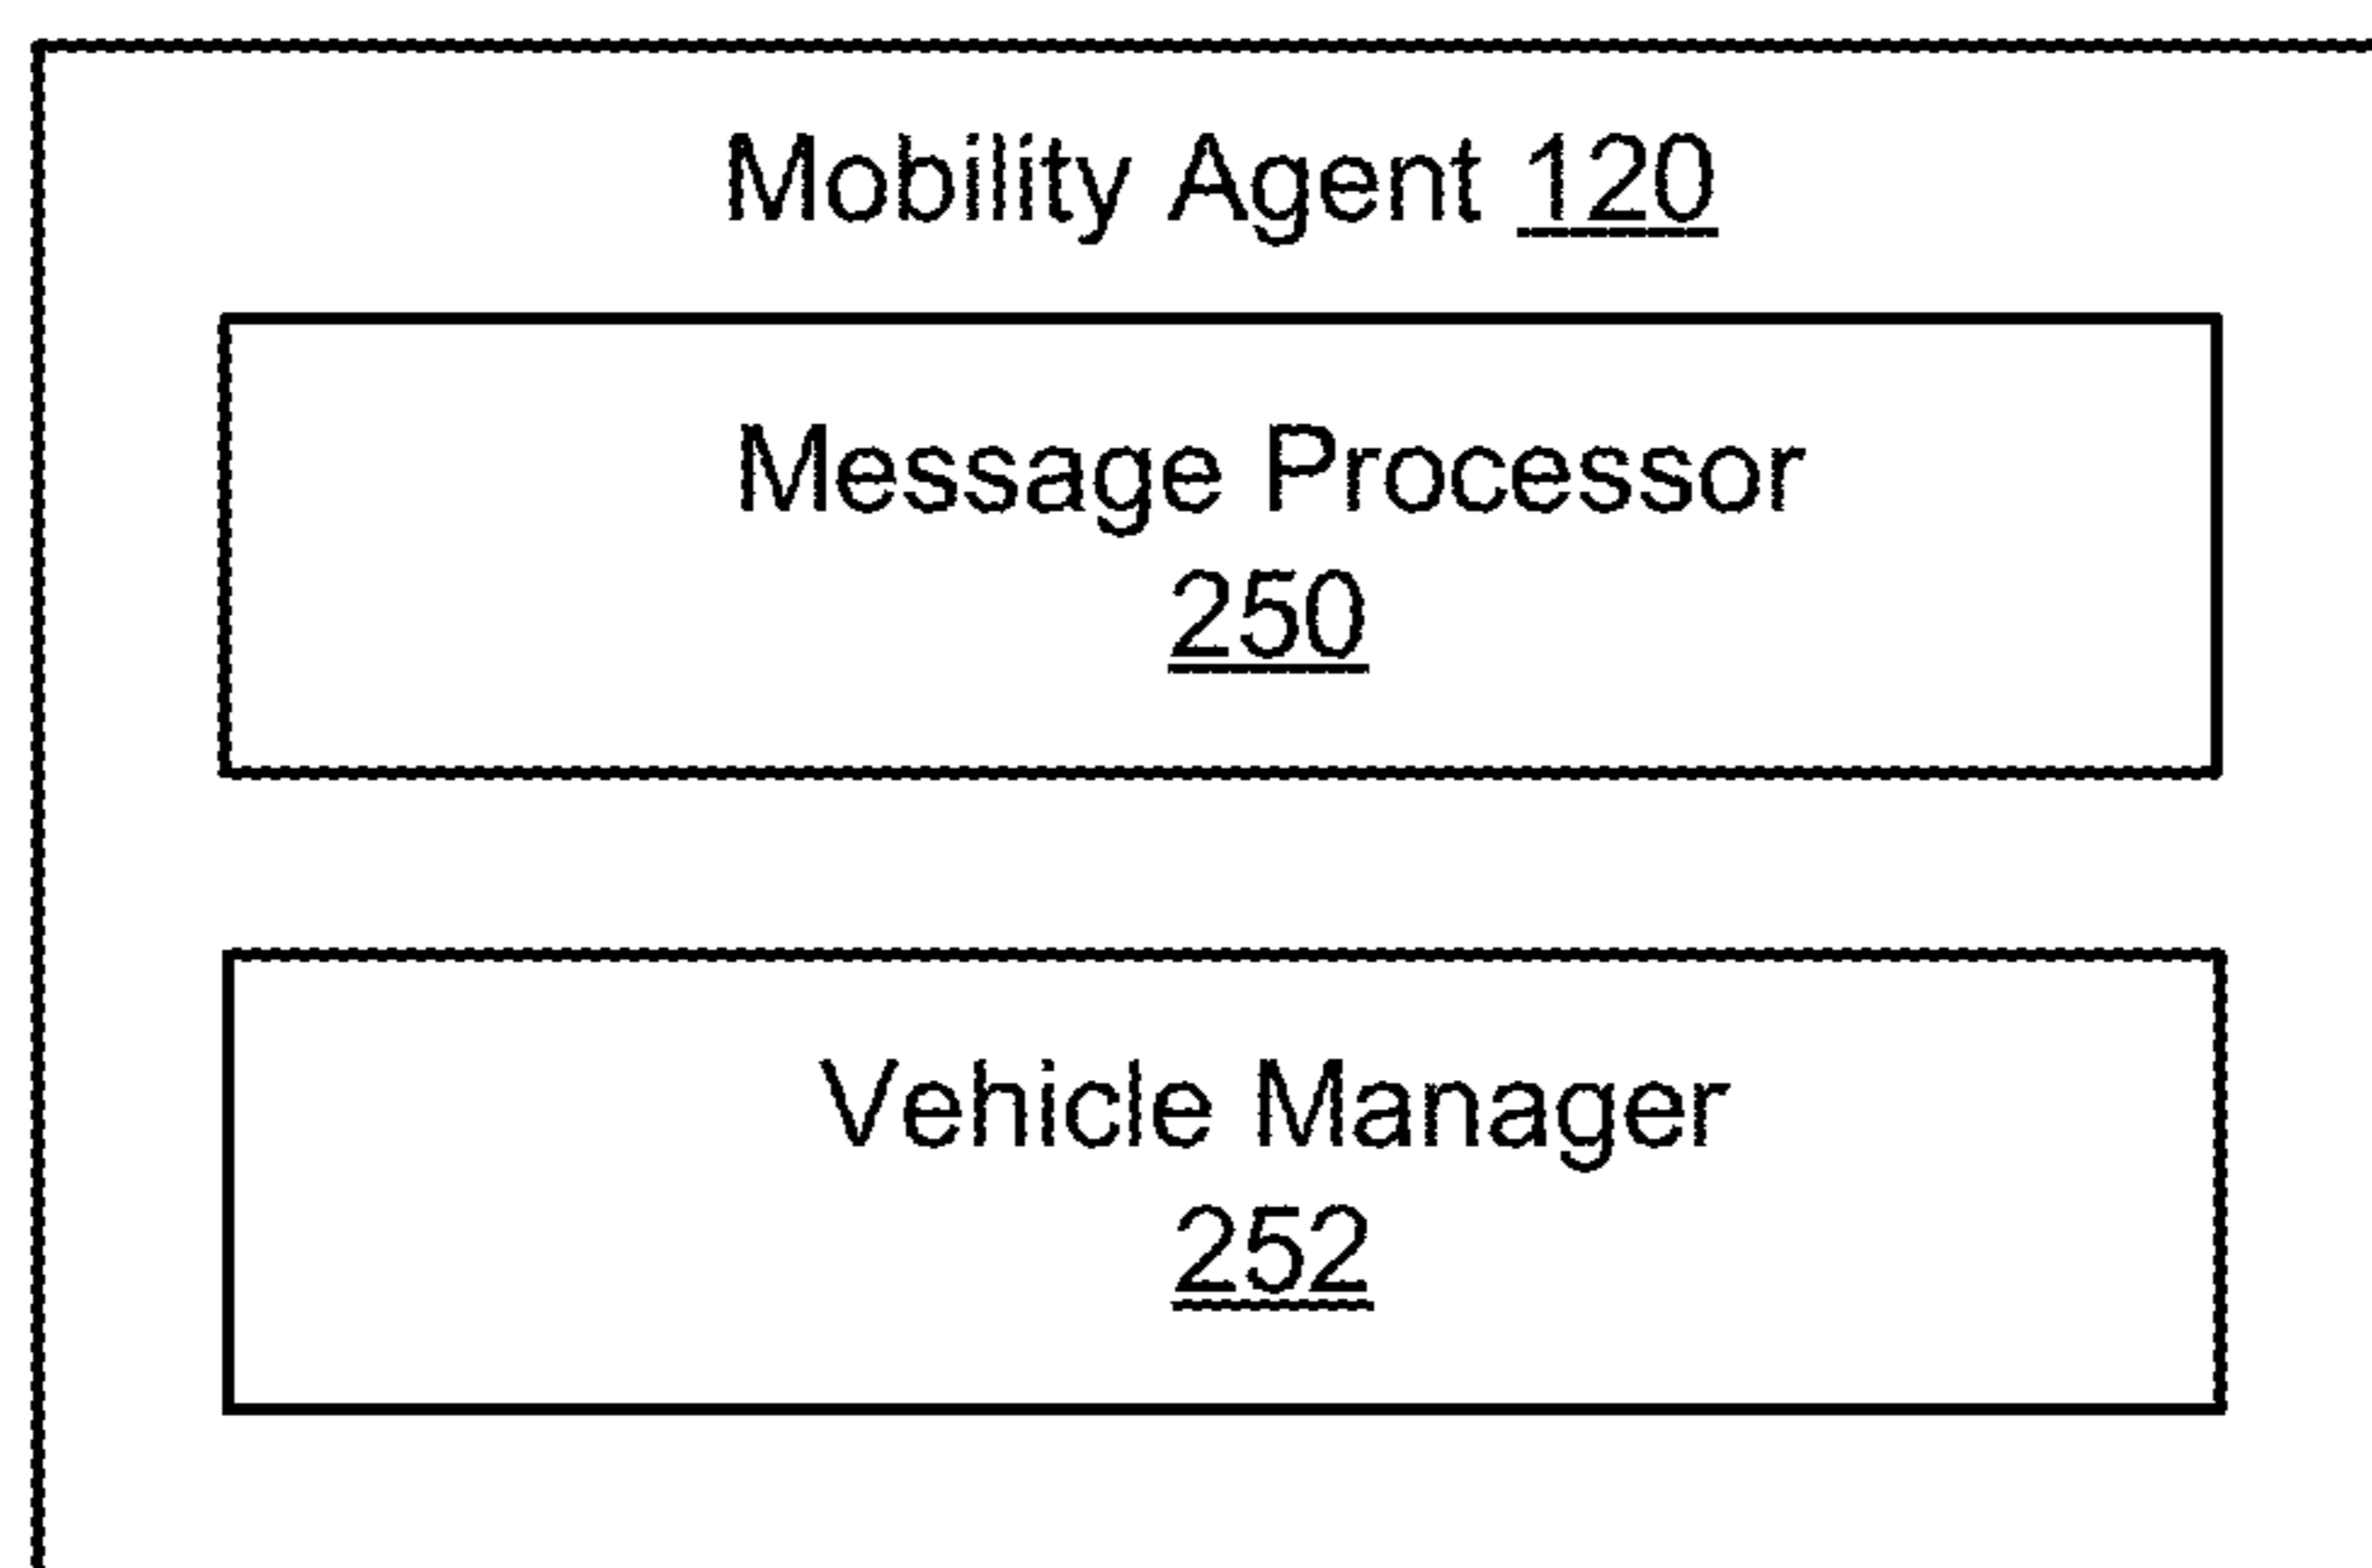 Mobility Agent 120
Message Processor
250
Vehicle Manager
252